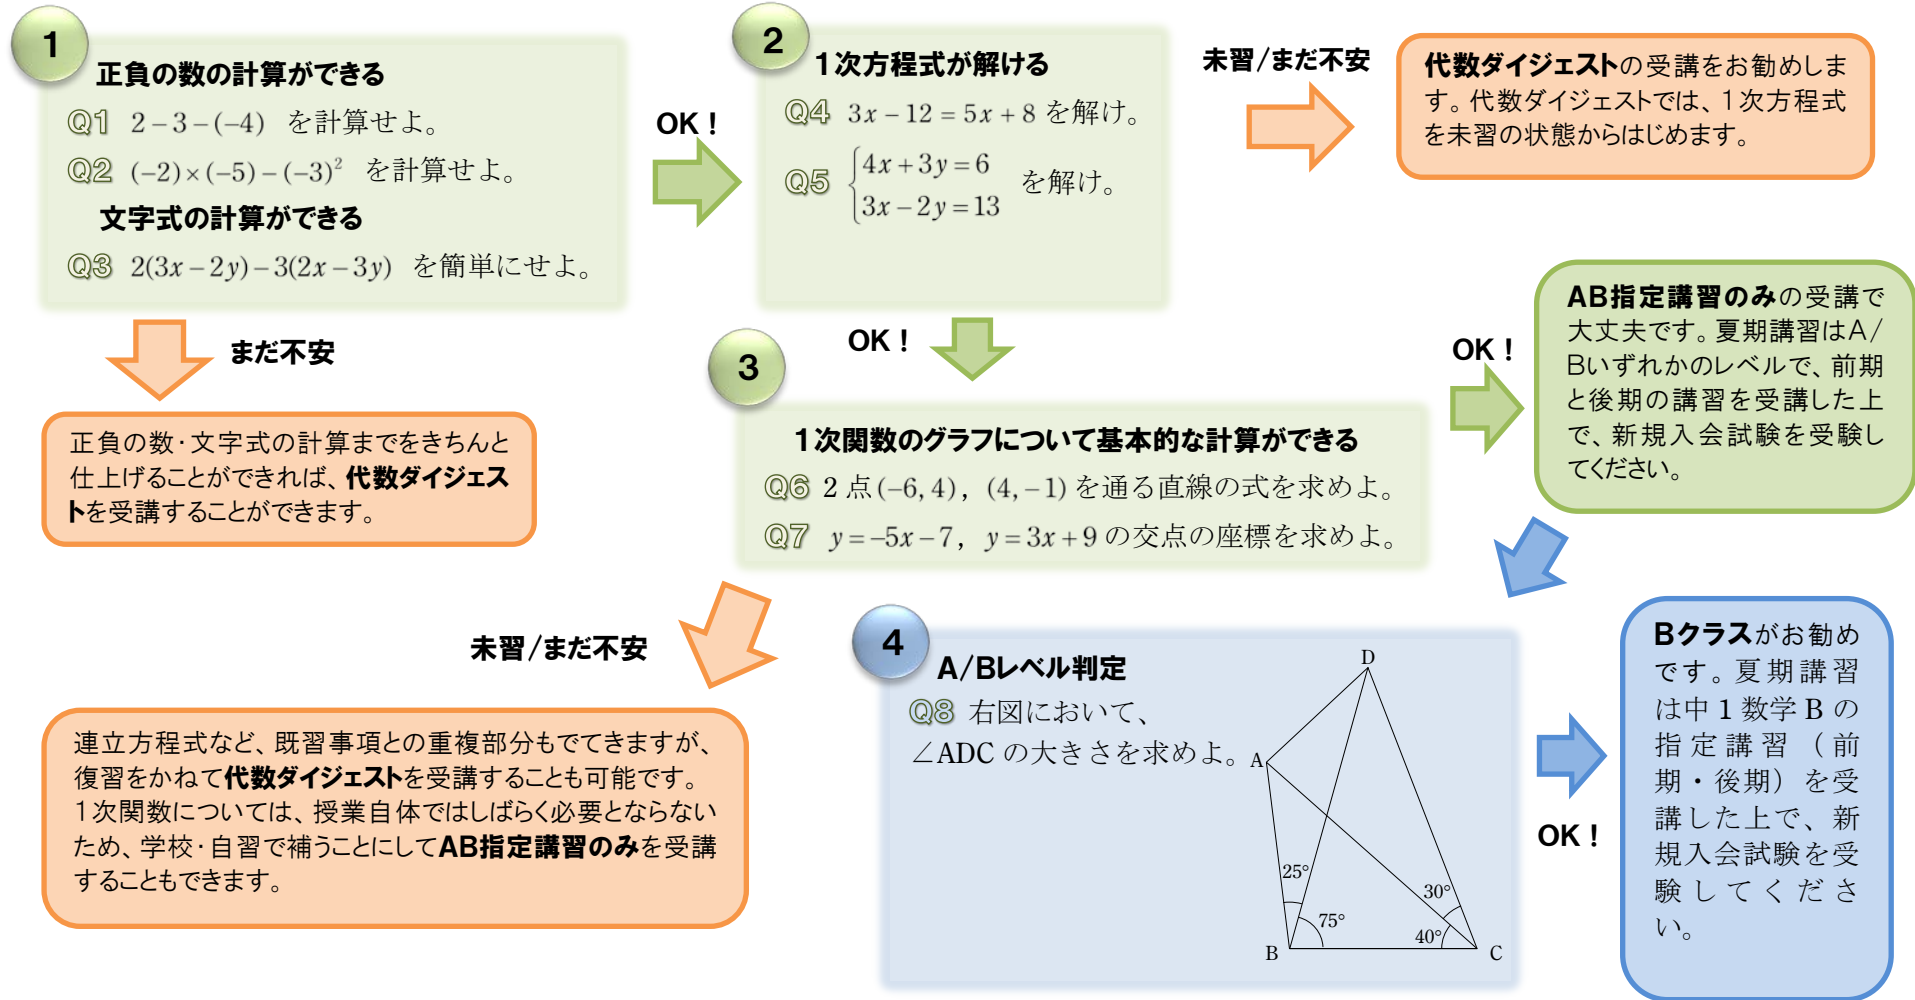 1
正負の数の計算ができる
Q1 2−3−(−4) を計算せよ。
Q2 (−2)×(−5)−(−3)² を計算せよ。
文字式の計算ができる
Q3 2(3x−2y)−3(2x−3y) を簡単にせよ。
OK！
まだ不安
正負の数・文字式の計算までをきちんと
仕上げることができれば、代数ダイジェス
トを受講することができます。
2
1次方程式が解ける
Q4 3x−12=5x+8 を解け。
Q5 {4x+3y=6
3x−2y=13 を解け。
未習/まだ不安
代数ダイジェストの受講をお勧めしま
す。代数ダイジェストでは、1次方程式
を未習の状態からはじめます。
OK！
3
1次関数のグラフについて基本的な計算ができる
Q6 2点(−6,4), (4,−1)を通る直線の式を求めよ。
Q7 y=−5x−7, y=3x+9の交点の座標を求めよ。
OK！
AB指定講習のみの受講で
大丈夫です。夏期講習はA/
Bいずれかのレベルで、前期
と後期の講習を受講した上
で、新規入会試験を受験し
てください。
未習/まだ不安
連立方程式など、既習事項との重複部分もでてきますが、
復習をかねて代数ダイジェストを受講することも可能です。
1次関数については、授業自体ではしばらく必要とならない
ため、学校・自習で補うことにしてAB指定講習のみを受講
することもできます。
4
A/Bレベル判定
Q8 右図において、
∠ADC の大きさを求めよ。
D
A
25°
30°
75°
40°
B
C
OK！
Bクラスがお勧め
です。夏期講習
は中1数学Bの
指定講習（前
期・後期）を受
講した上で、新
規入会試験を受
験してくださ
い。